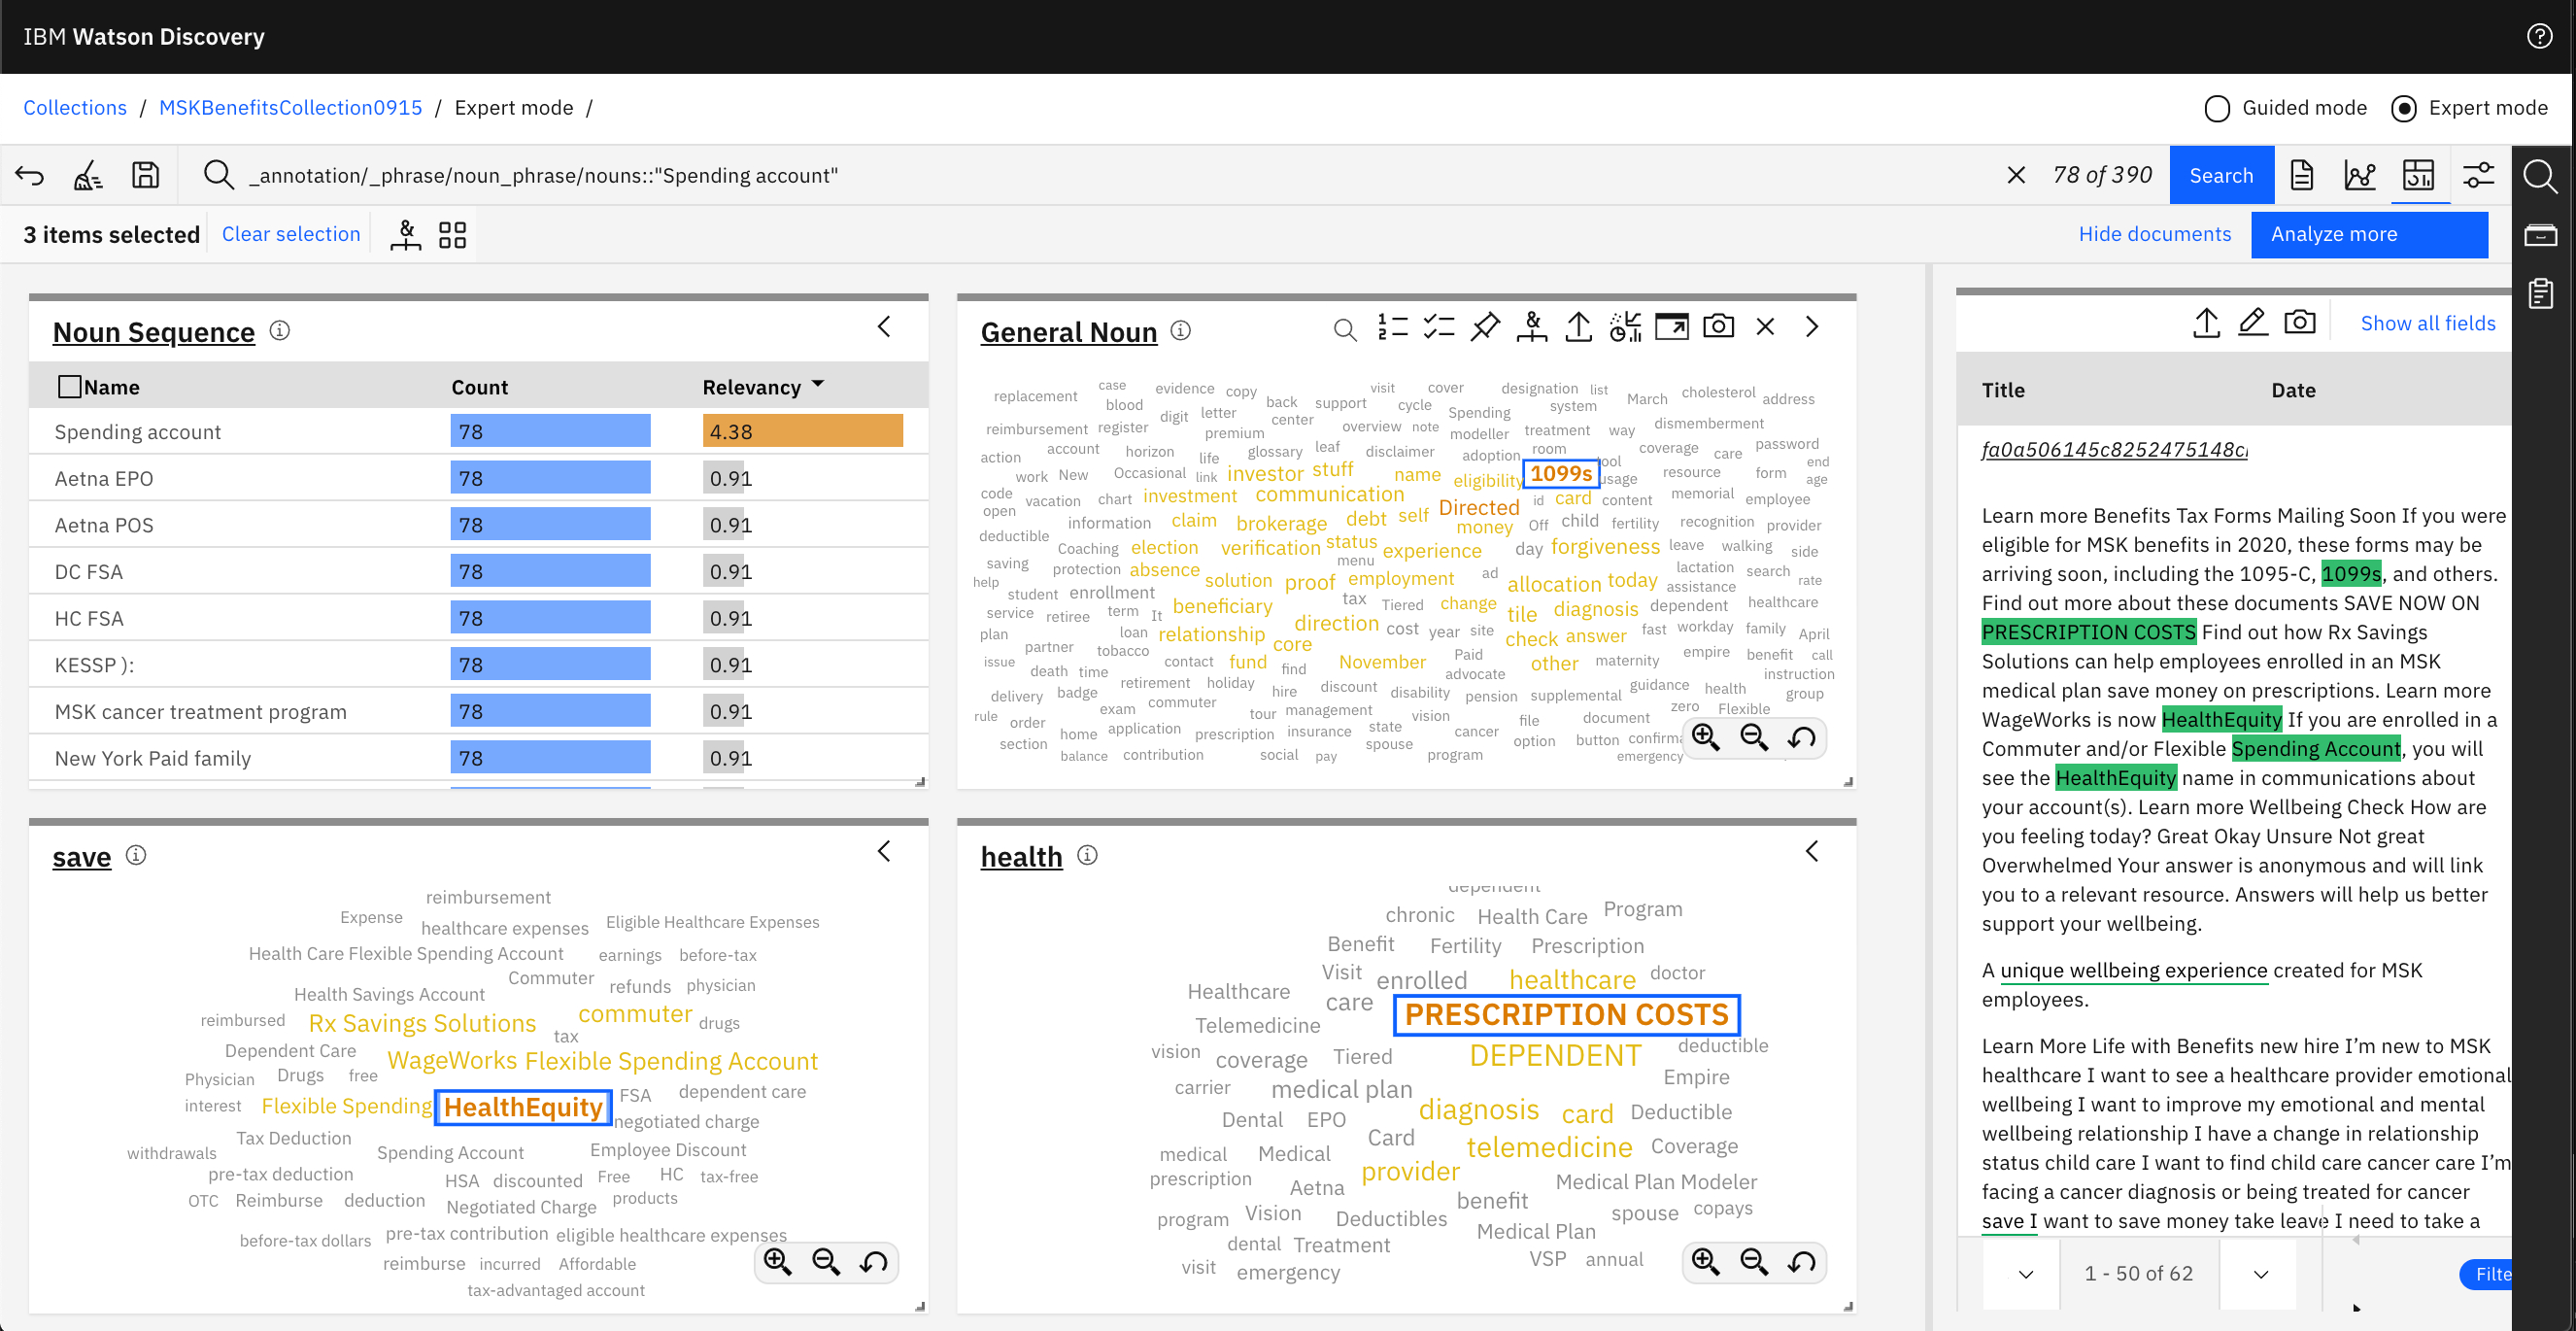 IBM Watson Discovery
Collections / MSKBenefitsCollection0915 / Expert mode /
Guided mode
Expert mode
_annotation/_phrase/noun_phrase/nouns::"Spending account"
78 of 390
Search
3 items selected
Clear selection
Hide documents
Analyze more
Noun Sequence
Name Count Relevancy
Spending account 78 4.38
Aetna EPO 78 0.91
Aetna POS 78 0.91
DC FSA 78 0.91
HC FSA 78 0.91
KESSP ): 78 0.91
MSK cancer treatment program 78 0.91
New York Paid family 78 0.91
General Noun
replacement case evidence copy visit cover designation list March cholesterol address
blood digit letter back support cycle Spending system
reimbursement register premium center overview note modeller treatment way dismemberment
action account horizon life glossary leaf disclaimer adoption room coverage care password
work New Occasional link investor stuff name eligibility 1099s usage resource form end age
code open vacation chart investment communication Directed id card content memorial employee
information claim brokerage debt self money Off child fertility recognition provider
deductible Coaching election verification status experience day forgiveness leave walking side
saving protection absence menu lactation search
help student enrollment solution proof employment ad allocation today assistance rate
service retiree term It beneficiary tax Tiered change tile diagnosis dependent healthcare
plan loan relationship direction cost year site check answer fast workday family April
partner tobacco core
issue contact fund find November Paid other maternity empire benefit call
death time advocate instruction
delivery badge retirement holiday hire discount disability pension supplemental guidance health group
exam commuter zero Flexible
rule order tour management vision file document
section home application prescription insurance state cancer option button
balance contribution social pay spouse program emergency
save
reimbursement
Expense healthcare expenses Eligible Healthcare Expenses
Health Care Flexible Spending Account earnings before-tax
Commuter
Health Savings Account refunds physician
reimbursed Rx Savings Solutions commuter drugs
tax
Dependent Care WageWorks Flexible Spending Account
Physician Drugs free
interest Flexible Spending HealthEquity FSA dependent care
negotiated charge
Tax Deduction
withdrawals Spending Account Employee Discount
pre-tax deduction HSA discounted Free HC tax-free
OTC Reimburse deduction Negotiated Charge products
before-tax dollars pre-tax contribution eligible healthcare expenses
reimburse incurred Affordable
tax-advantaged account
health
dependent
chronic Health Care Program
Benefit Fertility Prescription
Visit enrolled healthcare doctor
Healthcare care PRESCRIPTION COSTS
Telemedicine
vision coverage Tiered DEPENDENT deductible
carrier medical plan Empire
Dental EPO diagnosis card Deductible
Card
medical Medical telemedicine Coverage
prescription Aetna provider Medical Plan Modeler
benefit
program Vision Deductibles spouse copays
dental Treatment Medical Plan
visit emergency VSP annual
Show all fields
Title Date
Learn more Benefits Tax Forms Mailing Soon If you were
eligible for MSK benefits in 2020, these forms may be
arriving soon, including the 1095-C, 1099s, and others.
Find out more about these documents SAVE NOW ON
PRESCRIPTION COSTS Find out how Rx Savings
Solutions can help employees enrolled in an MSK
medical plan save money on prescriptions. Learn more
WageWorks is now HealthEquity If you are enrolled in a
Commuter and/or Flexible Spending Account, you will
see the HealthEquity name in communications about
your account(s). Learn more Wellbeing Check How are
you feeling today? Great Okay Unsure Not great
Overwhelmed Your answer is anonymous and will link
you to a relevant resource. Answers will help us better
support your wellbeing.
A unique wellbeing experience created for MSK
employees.
Learn More Life with Benefits new hire I’m new to MSK
healthcare I want to see a healthcare provider emotional
wellbeing I want to improve my emotional and mental
wellbeing relationship I have a change in relationship
status child care I want to find child care cancer care I’m
facing a cancer diagnosis or being treated for cancer
save I want to save money take leave I need to take a
1 - 50 of 62
Filte